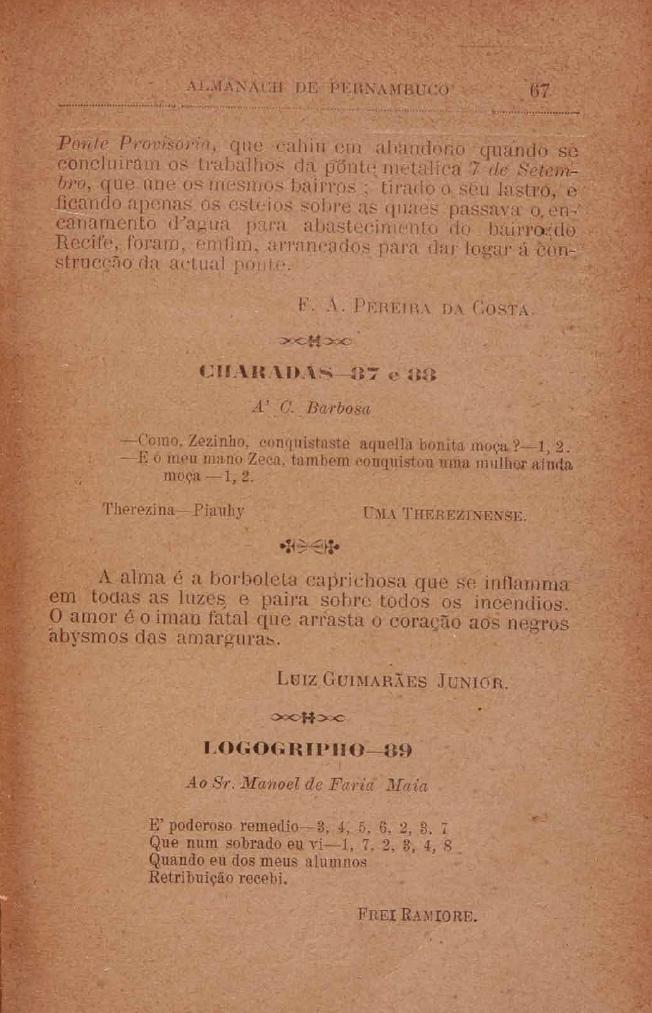 ALMANACH DE PERNAMBUCO 67
Ponte Provisoria, que cahiu em abandono quando se
concluiram os trabalhos da ponte metalica 7 de Setem-
bro, que une os mesmos bairros ; tirado o seu lastro, e
ficando apenas os esteios sobre as quaes passava o en-
canamento d'agua para abastecimento do bairro do
Recife, foram, emfim, arrancados para dar logar á con-
strucção da actual ponte.
F. A. PEREIRA DA COSTA.
CHARADAS—87 e 88
A' C. Barbosa
—Como, Zezinho, conquistaste aquella bonita moça ?—1, 2.
—E o meu mano Zeca, tambem conquistou uma mulher ainda
moça —1, 2.
Therezina—Piauhy UMA THEREZINENSE.
A alma é a borboleta caprichosa que se inflamma
em todas as luzes e paira sobre todos os incendios.
O amor é o iman fatal que arrasta o coração aos negros
abysmos das amarguras.
LUIZ GUIMARÃES JUNIOR.
LOGOGRIPHO—89
Ao Sr. Manoel de Faria Maia
E' poderoso remedio—3, 4, 5, 6, 2, 3, 7
Que num sobrado eu vi—1, 7, 2, 3, 4, 8
Quando eu dos meus alumnos
Retribuição recebi.
FREI RAMIORE.